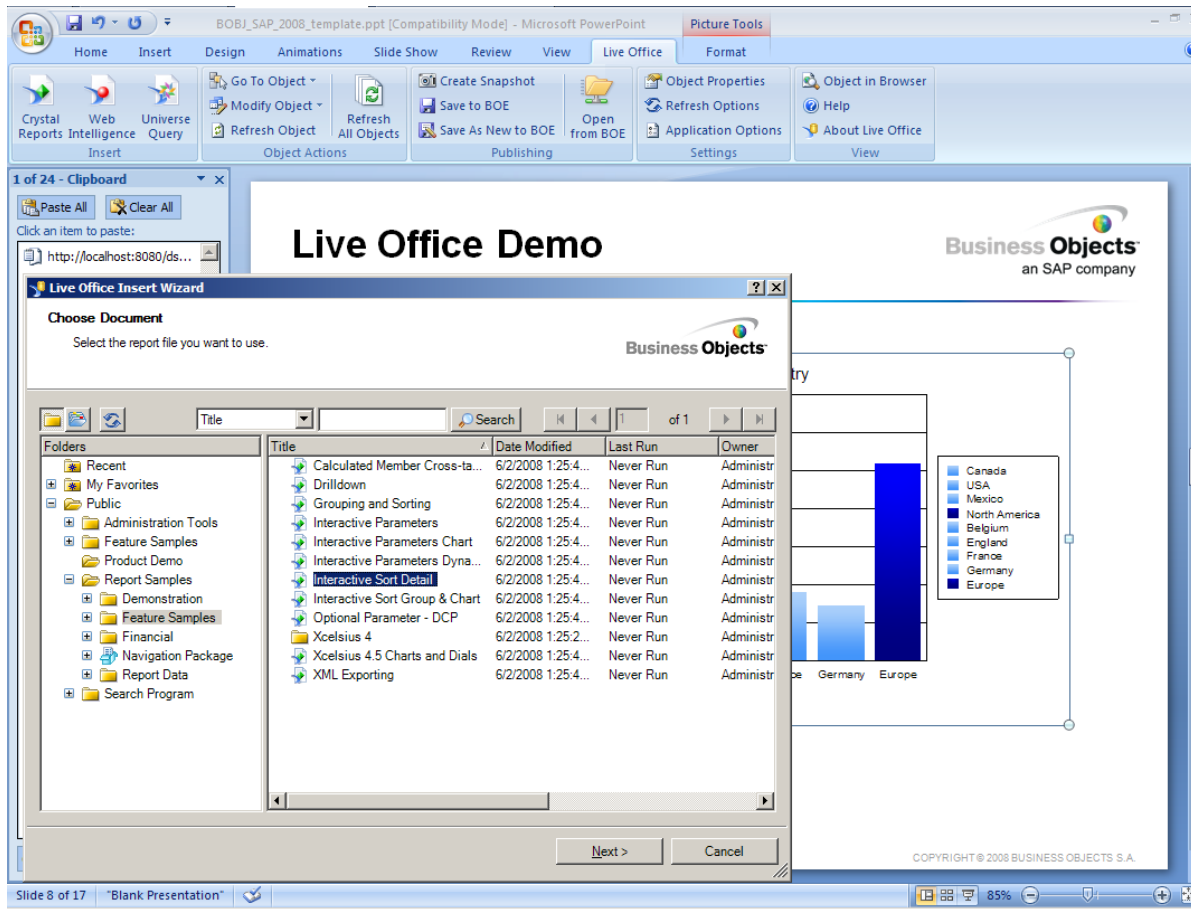 BOBJ_SAP_2008_template.ppt [Compatibility Mode] - Microsoft PowerPoint
Picture Tools
Home Insert Design Animations Slide Show Review View Live Office Format
Crystal Reports
Web Intelligence
Universe Query
Insert
Go To Object
Modify Object
Refresh Object
Refresh All Objects
Object Actions
Create Snapshot
Save to BOE
Save As New to BOE
Open from BOE
Publishing
Object Properties
Refresh Options
Application Options
Settings
Object in Browser
Help
About Live Office
View
1 of 24 - Clipboard
Paste All Clear All
Click an item to paste:
http://localhost:8080/ds...
Live Office Demo
Business Objects
an SAP company
Live Office Insert Wizard
Choose Document
Select the report file you want to use.
Business Objects
Title Search 1 of 1
Folders
Recent
My Favorites
Public
Administration Tools
Feature Samples
Product Demo
Report Samples
Demonstration
Feature Samples
Financial
Navigation Package
Report Data
Search Program
Title Date Modified Last Run Owner
Calculated Member Cross-ta... 6/2/2008 1:25:4... Never Run Administr
Drilldown 6/2/2008 1:25:4... Never Run Administr
Grouping and Sorting 6/2/2008 1:25:4... Never Run Administr
Interactive Parameters 6/2/2008 1:25:4... Never Run Administr
Interactive Parameters Chart 6/2/2008 1:25:4... Never Run Administr
Interactive Parameters Dyna... 6/2/2008 1:25:4... Never Run Administr
Interactive Sort Detail 6/2/2008 1:25:4... Never Run Administr
Interactive Sort Group & Chart 6/2/2008 1:25:4... Never Run Administr
Optional Parameter - DCP 6/2/2008 1:25:4... Never Run Administr
Xcelsius 4 6/2/2008 1:25:2... Never Run Administr
Xcelsius 4.5 Charts and Dials 6/2/2008 1:25:4... Never Run Administr
XML Exporting 6/2/2008 1:25:4... Never Run Administr
Next > Cancel
try
Canada
USA
Mexico
North America
Belgium
England
France
Germany
Europe
ce Germany Europe
COPYRIGHT © 2008 BUSINESS OBJECTS S.A.
Slide 8 of 17 "Blank Presentation" 85%